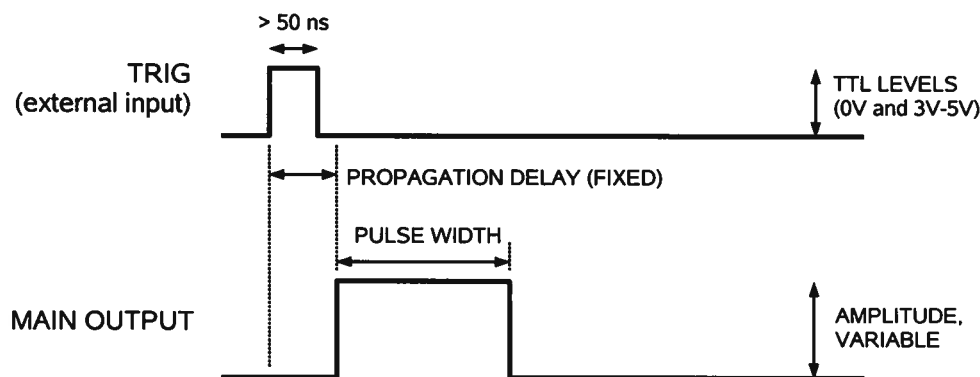 > 50 ns
TRIG
(external input)
TTL LEVELS
(0V and 3V-5V)
PROPAGATION DELAY (FIXED)
PULSE WIDTH
MAIN OUTPUT
AMPLITUDE,
VARIABLE